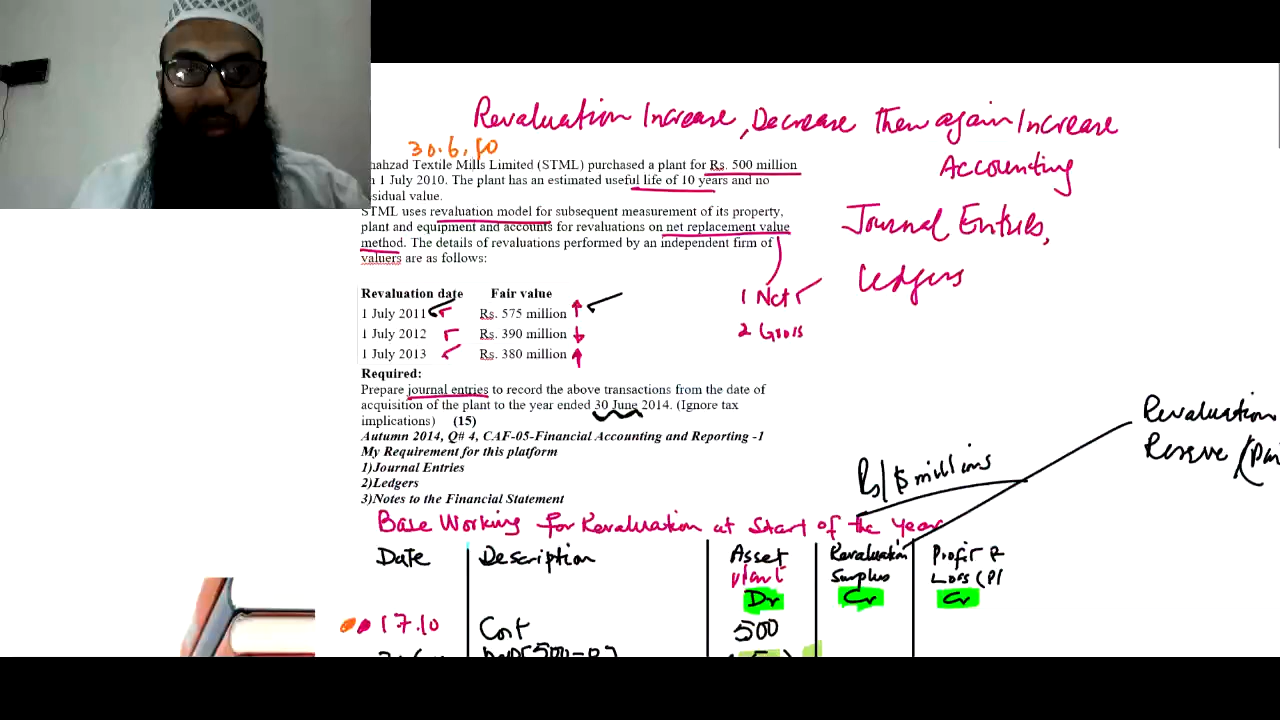 Revaluation Increase, Decrease then again Increase
Accounting
Journal Entries,
Ledgers
30.6.10
hahzad Textile Mills Limited (STML) purchased a plant for Rs. 500 million
n 1 July 2010. The plant has an estimated useful life of 10 years and no
esidual value.
STML uses revaluation model for subsequent measurement of its property,
plant and equipment and accounts for revaluations on net replacement value
method. The details of revaluations performed by an independent firm of
valuers are as follows:
1 Net
2 Gross
Revaluation date Fair value
1 July 2011 Rs. 575 million
1 July 2012 Rs. 390 million
1 July 2013 Rs. 380 million
Required:
Prepare journal entries to record the above transactions from the date of
acquisition of the plant to the year ended 30 June 2014. (Ignore tax
implications) (15)
Autumn 2014, Q# 4, CAF-05-Financial Accounting and Reporting -1
My Requirement for this platform
1)Journal Entries
2)Ledgers
3)Notes to the Financial Statement
Revaluation
Reserve
Rs/$ millions
Base Working for Revaluation at Start of the Year
Date Description Asset Revaluation Profit &
Plant Surplus Loss (Pl
Dr Cr Cr
1 7.10 Cost 500